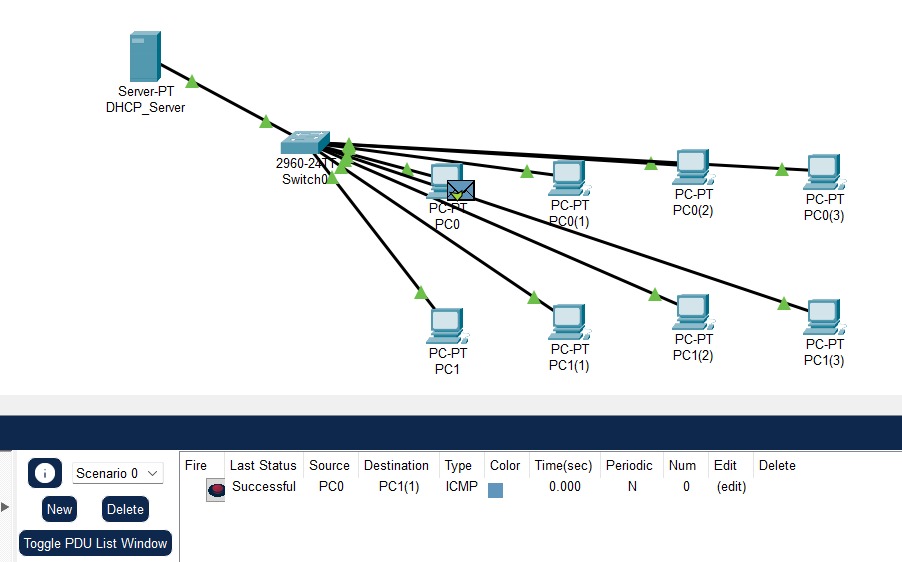 Server-PT
DHCP_Server
2960-24TT
Switch0
PC-PT
PC0
PC-PT
PC0(1)
PC-PT
PC0(2)
PC-PT
PC0(3)
PC-PT
PC1
PC-PT
PC1(1)
PC-PT
PC1(2)
PC-PT
PC1(3)
Scenario 0
New Delete
Toggle PDU List Window
Fire Last Status Source Destination Type Color Time(sec) Periodic Num Edit Delete
Successful PC0 PC1(1) ICMP 0.000 N 0 (edit)